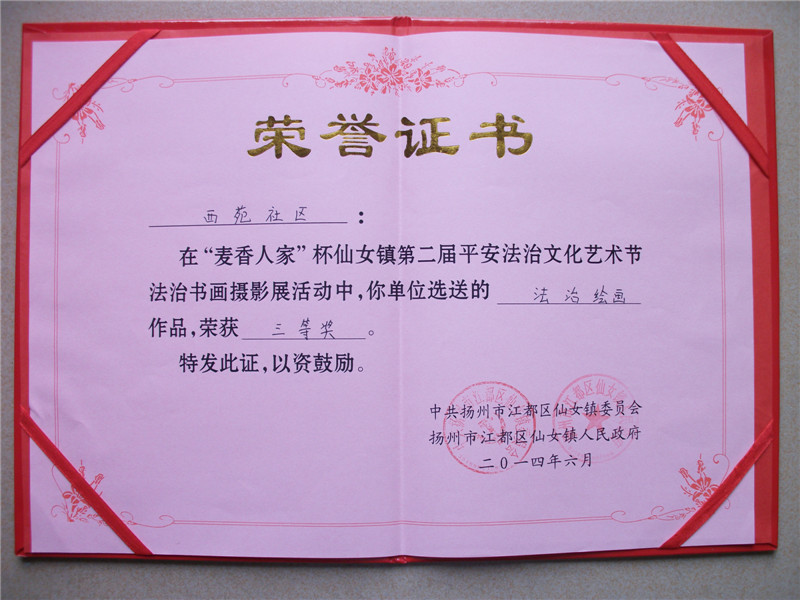 荣誉证书
西苑社区：
在“麦香人家”杯仙女镇第二届平安法治文化艺术节
法治书画摄影展活动中，你单位选送的 法治绘画
作品，荣获 三等奖 。
特发此证，以资鼓励。
中共扬州市江都区仙女镇委员会
扬州市江都区仙女镇人民政府
二〇一四年六月